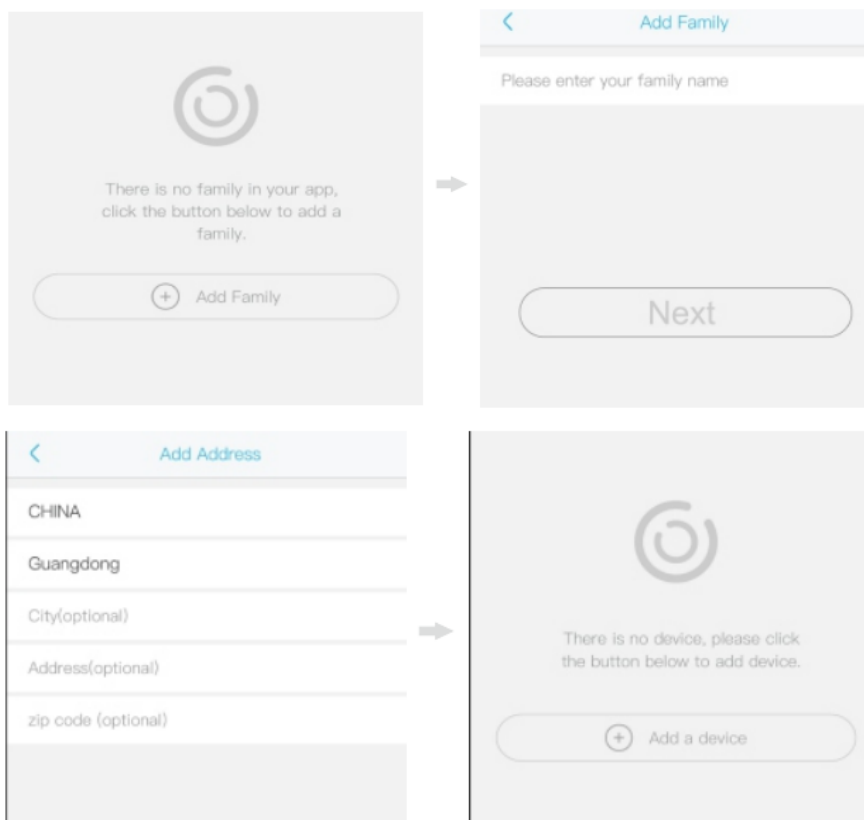 There is no family in your app,
click the button below to add a
family.
Add Family
Add Family
Please enter your family name
Next
Add Address
CHINA
Guangdong
City(optional)
Address(optional)
zip code (optional)
There is no device, please click
the button below to add device.
Add a device